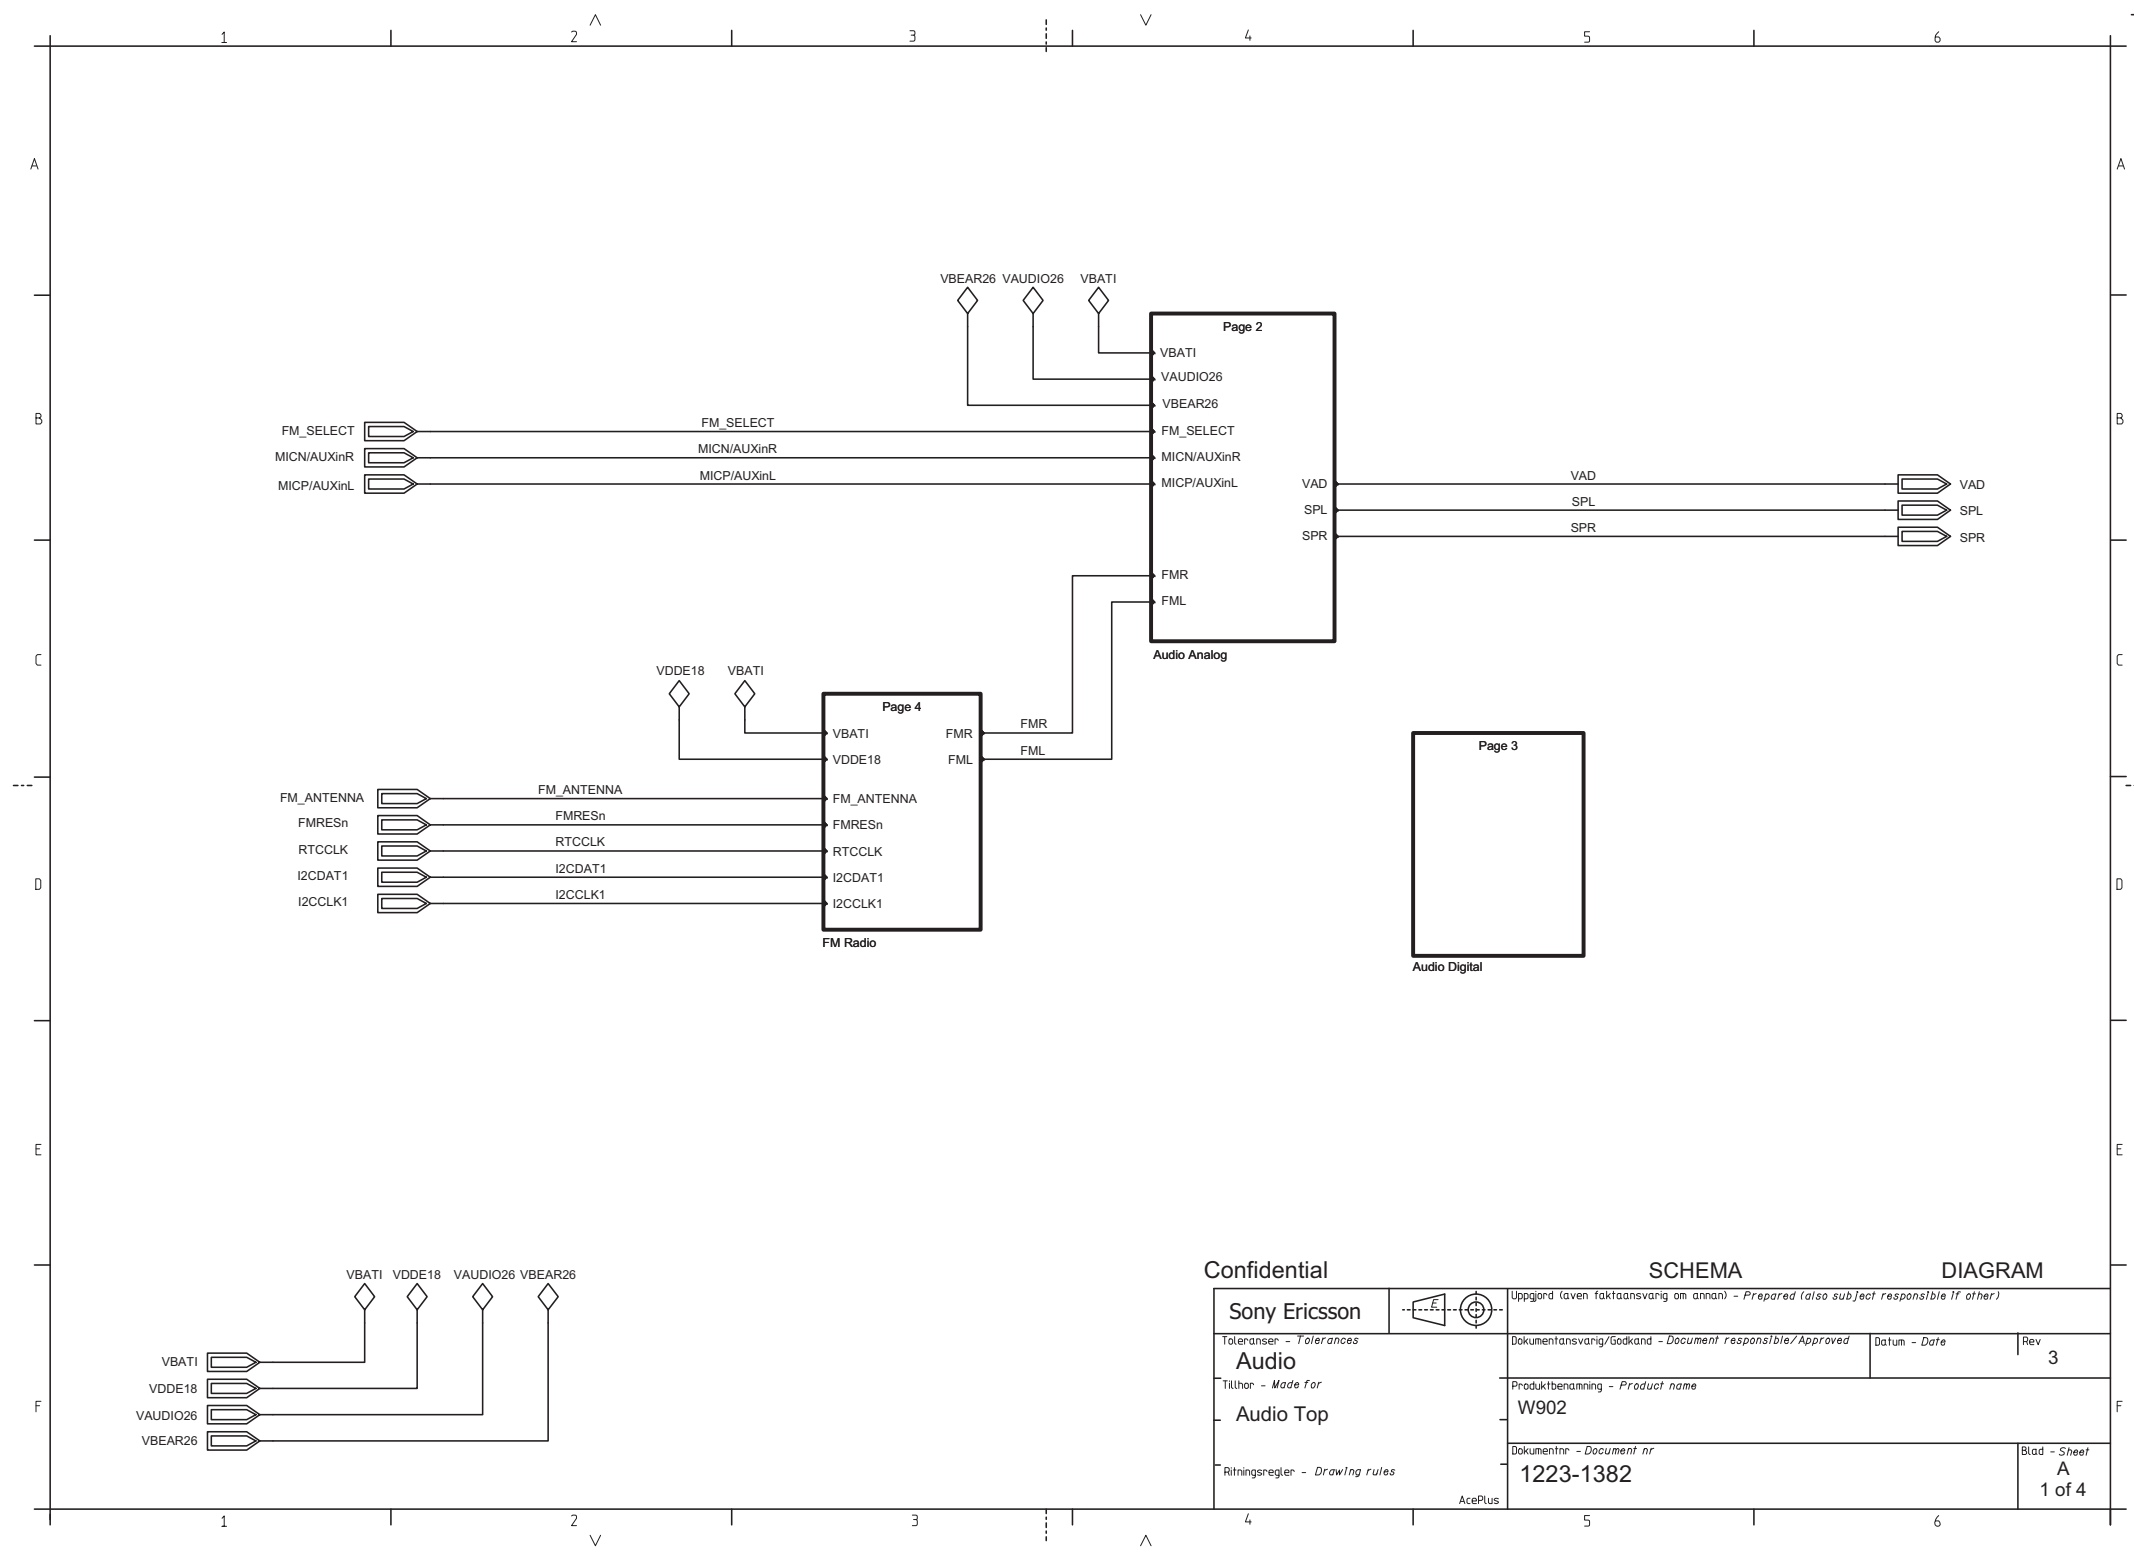 1 2 3 4 5 6
A A
VBEAR26 VAUDIO26 VBATI
Page 2
VBATI
VAUDIO26
B VBEAR26 B
FM_SELECT FM_SELECT FM_SELECT
MICN/AUXinR MICN/AUXinR MICN/AUXinR
MICP/AUXinL MICP/AUXinL MICP/AUXinL VAD VAD VAD
SPL SPL SPL
SPR SPR SPR
FMR
FML
C Audio Analog C
VDDE18 VBATI
Page 4
VBATI FMR FMR
VDDE18 FML FML
Page 3
FM_ANTENNA FM_ANTENNA FM_ANTENNA
FMRESn FMRESn FMRESn
RTCCLK RTCCLK RTCCLK
I2CDAT1 I2CDAT1 I2CDAT1
D D
I2CCLK1 I2CCLK1 I2CCLK1
FM Radio
Audio Digital
E E
VBATI VDDE18 VAUDIO26 VBEAR26
VBATI
VDDE18
VAUDIO26
VBEAR26
F F
Confidential SCHEMA DIAGRAM
Sony Ericsson E
Uppgjord (aven faktaansvarig om annan) - Prepared (also subject responsible if other)
Toleranser - Tolerances
Audio
Dokumentansvarig/Godkand - Document responsible/Approved
Datum - Date
Rev
3
Tillhor - Made for
Audio Top
Produktbenamning - Product name
W902
Ritningsregler - Drawing rules
AcePlus
Dokumentnr - Document nr
1223-1382
Blad - Sheet
A
1 of 4
1 2 3 4 5 6